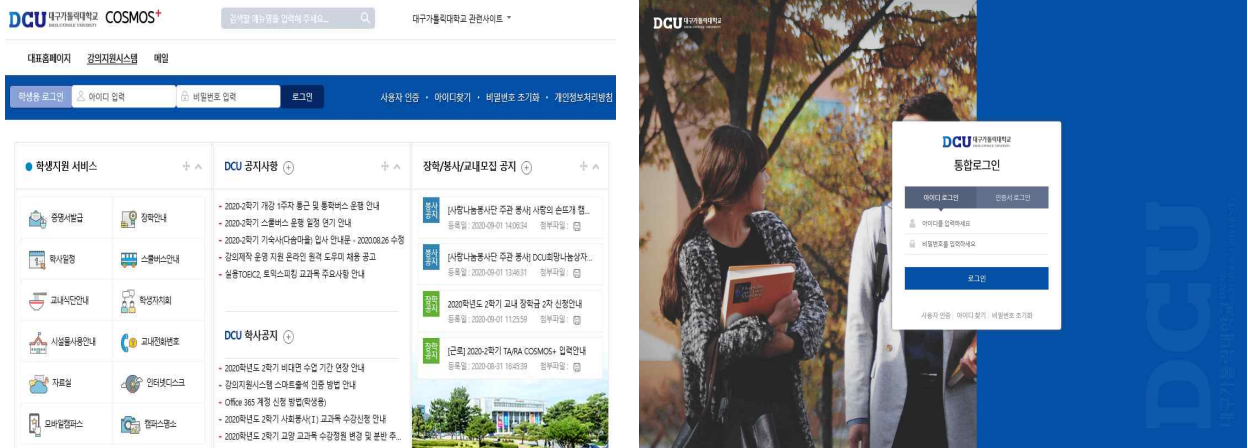 DCU 대구가톨릭대학교 COSMOS+
검색할 메뉴명을 입력해 주세요...
대구가톨릭대학교 관련사이트
대표홈페이지 강의지원시스템 메일
학생용 로그인 아이디 입력 비밀번호 입력 로그인
사용자 인증 • 아이디찾기 • 비밀번호 초기화 • 개인정보처리방침
학생지원 서비스
증명서발급 장학안내
학사일정 스쿨버스안내
교내식단안내 학생자치회
시설물사용안내 교내전화번호
자료실 인터넷디스크
모바일캠퍼스 캠퍼스명소
DCU 공지사항
2020-2학기 개강 1주차 통근 및 통학버스 운행 안내
2020-2학기 스쿨버스 운행 일정 연기 안내
2020-2학기 기숙사(다솜마을) 입사 안내문 - 2020.08.26 수정
강의제작 운영 지원 온라인 원격 도우미 채용 공고
실용TOEIC2, 토익스피킹 교과목 주요사항 안내
DCU 학사공지
2020학년도 2학기 비대면 수업 기간 연장 안내
강의지원시스템 스마트출석 인증 방법 안내
Office 365 계정 신청 방법(학생용)
2020학년도 2학기 사회봉사(I) 교과목 수강신청 안내
2020학년도 2학기 교양 교과목 수강정원 변경 및 분반 추...
장학/봉사/교내모집 공지
봉사공지 [사랑나눔봉사단 주관 봉사] 사랑의 손뜨개 캠...
등록일 : 2020-09-01 14:06:34 첨부파일 :
봉사공지 [사랑나눔봉사단 주관 봉사] DCU희망나눔상자...
등록일 : 2020-09-01 13:46:31 첨부파일 :
장학공지 2020학년도 2학기 교내 장학금 2차 신청안내
등록일 : 2020-09-01 11:25:59 첨부파일 :
장학공지 [근로] 2020-2학기 TA/RA COSMOS+ 입력안내
등록일 : 2020-08-31 16:45:39 첨부파일 :
DCU 대구가톨릭대학교
DCU 대구가톨릭대학교
통합로그인
아이디 로그인 인증서 로그인
아이디를 입력하세요
비밀번호를 입력하세요
로그인
사용자 인증 | 아이디 찾기 | 비밀번호 초기화
DCU 대구가톨릭대학교